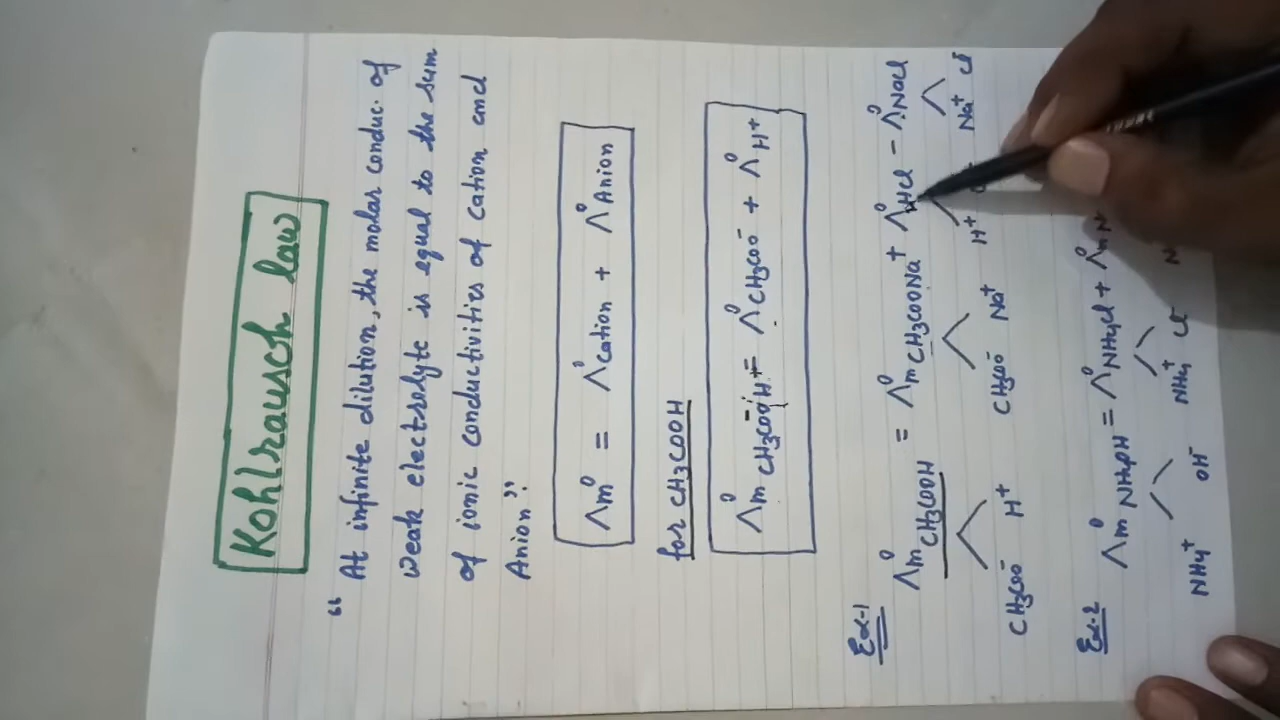 Kohlrausch law
"At infinite dilution, the molar conduc. of
weak electrolyte is equal to the sum
of ionic conductivities of Cation and
Anion"
Λ°m = Λ°Cation + Λ°Anion
for CH3COOH
Λ°m CH3COO⁻H⁺ = Λ°CH3COO⁻ + Λ°H⁺
Ex-1
Λ°m CH3COOH = Λ°m CH3COONa + Λ°HCl - Λ°NaCl
CH3COO⁻ H⁺ CH3COO⁻ Na⁺ H⁺ Na⁺ Cl⁻
Ex-2
Λ°m NH4OH = Λ°NH4Cl + Λ°m N
NH4⁺ OH⁻ NH4⁺ Cl⁻ N